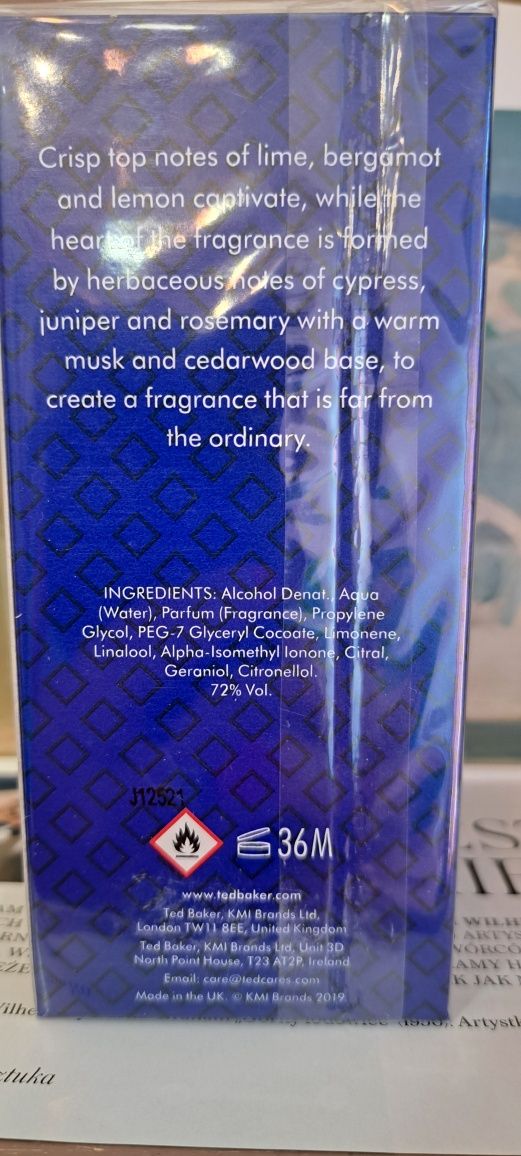 Crisp top notes of lime, bergamot
and lemon captivate, while the
heart of the fragrance is formed
by herbaceous notes of cypress,
juniper and rosemary with a warm
musk and cedarwood base, to
create a fragrance that is far from
the ordinary.
INGREDIENTS: Alcohol Denat., Aqua
(Water), Parfum (Fragrance), Propylene
Glycol, PEG-7 Glyceryl Cocoate, Limonene,
Linalool, Alpha-Isomethyl Ionone, Citral,
Geraniol, Citronellol.
72% Vol.
J12521
36M
www.tedbaker.com
Ted Baker, KMI Brands Ltd,
London TW11 8EE, United Kingdom
Ted Baker, KMI Brands Ltd, Unit 3D
North Point House, T23 AT2P, Ireland
Email: care@tedcares.com
Made in the UK. © KMI Brands 2019
(1956). Artystk
ztuka